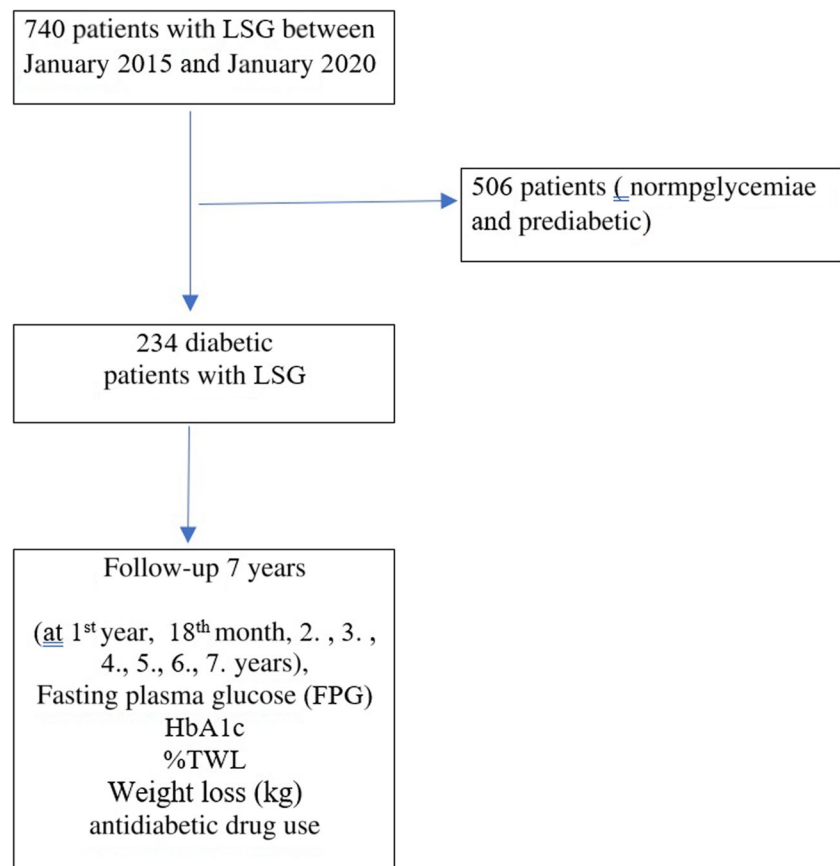 740 patients with LSG between
January 2015 and January 2020
506 patients ( normpglycemiae
and prediabetic)
234 diabetic
patients with LSG
Follow-up 7 years
(at 1st year, 18th month, 2. , 3. ,
4., 5., 6., 7. years),
Fasting plasma glucose (FPG)
HbA1c
%TWL
Weight loss (kg)
antidiabetic drug use